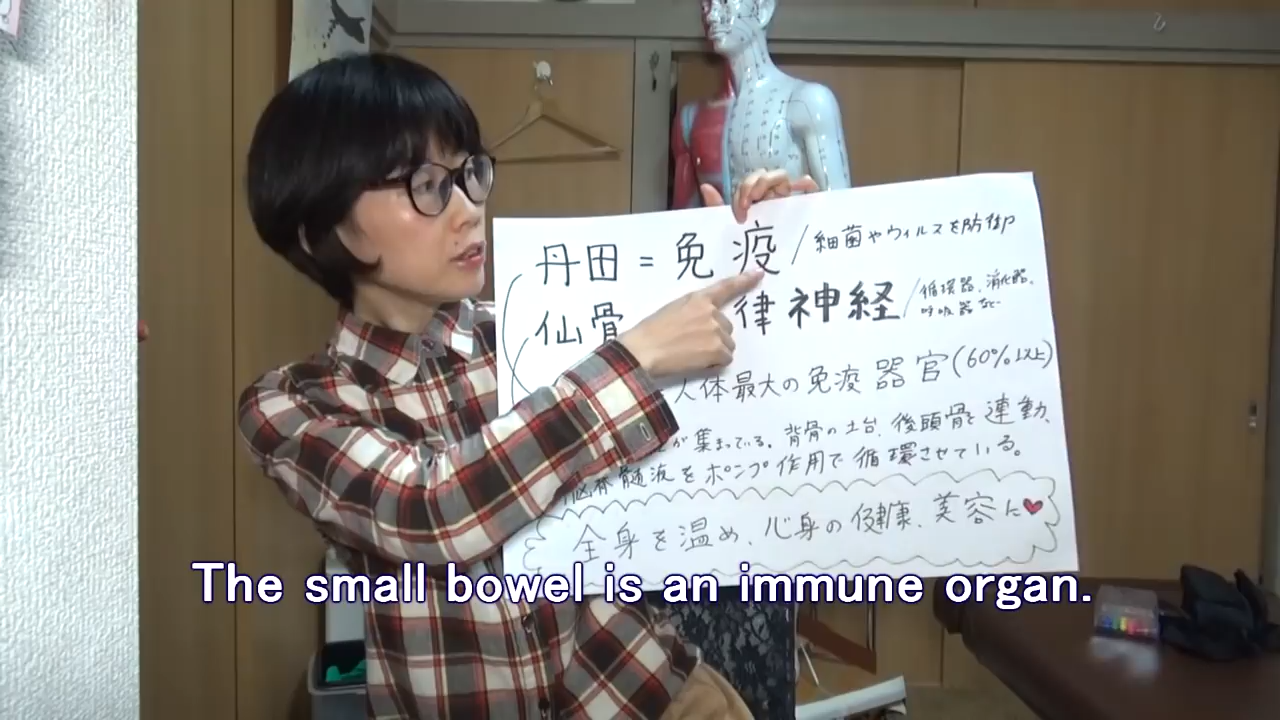 丹田=免疫/細菌やウィルスを防御
仙骨 律神経/循環器、消化器、
呼吸器など
人体最大の免疫器官(60%以上)
が集まっている。背骨の土台、後頭骨と連動、
脳脊髄液をポンプ作用で循環させている。
全身を温め、心身の健康、美容に
The small bowel is an immune organ.